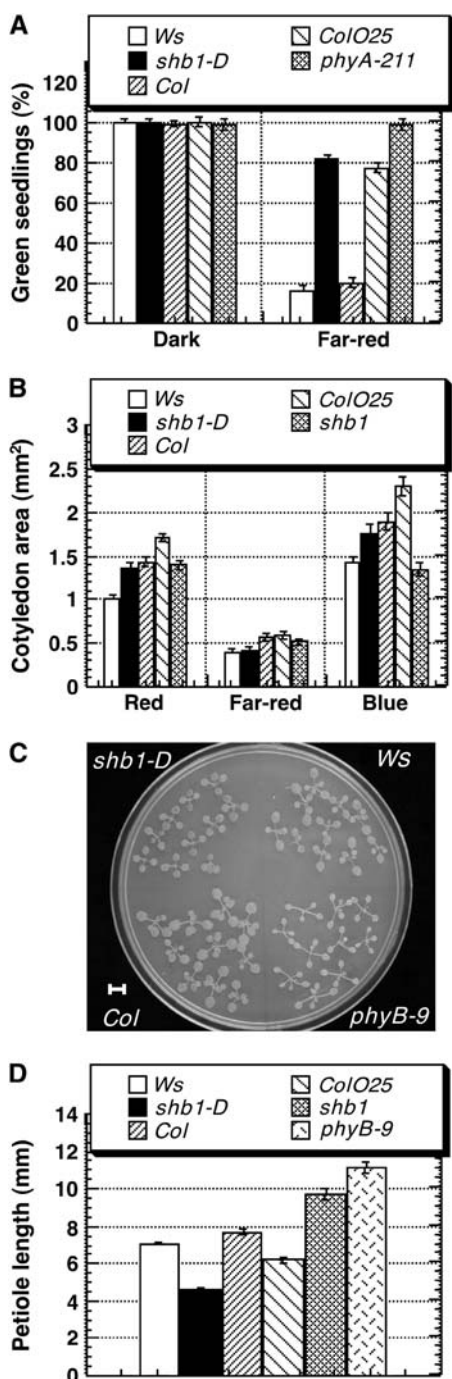 A
Ws
ColO25
shb1-D
phyA-211
Col
Green seedlings (%)
120
100
80
60
40
20
0
Dark
Far-red
B
Ws
ColO25
shb1-D
shb1
Col
Cotyledon area (mm²)
3
2.5
2
1.5
1
0.5
0
Red
Far-red
Blue
C
shb1-D
Ws
Col
phyB-9
D
Ws
ColO25
shb1-D
shb1
Col
phyB-9
Petiole length (mm)
14
12
10
8
6
4
2
0